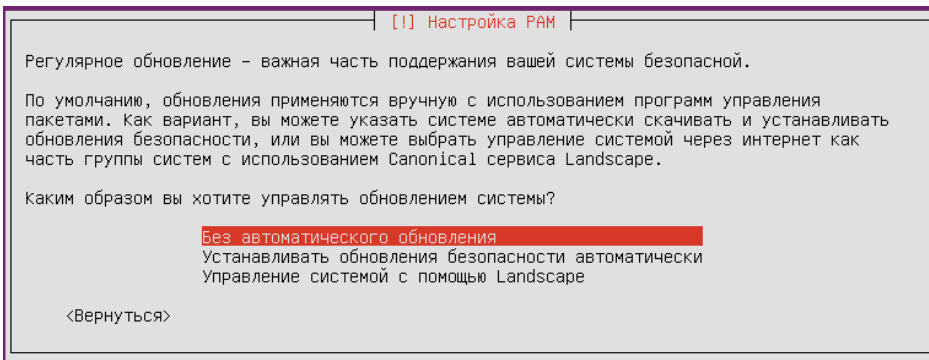 [!] Настройка PAM
Регулярное обновление – важная часть поддержания вашей системы безопасной.
По умолчанию, обновления применяются вручную с использованием программ управления
пакетами. Как вариант, вы можете указать системе автоматически скачивать и устанавливать
обновления безопасности, или вы можете выбрать управление системой через интернет как
часть группы систем с использованием Canonical сервиса Landscape.
Каким образом вы хотите управлять обновлением системы?
Без автоматического обновления
Устанавливать обновления безопасности автоматически
Управление системой с помощью Landscape
<Вернуться>